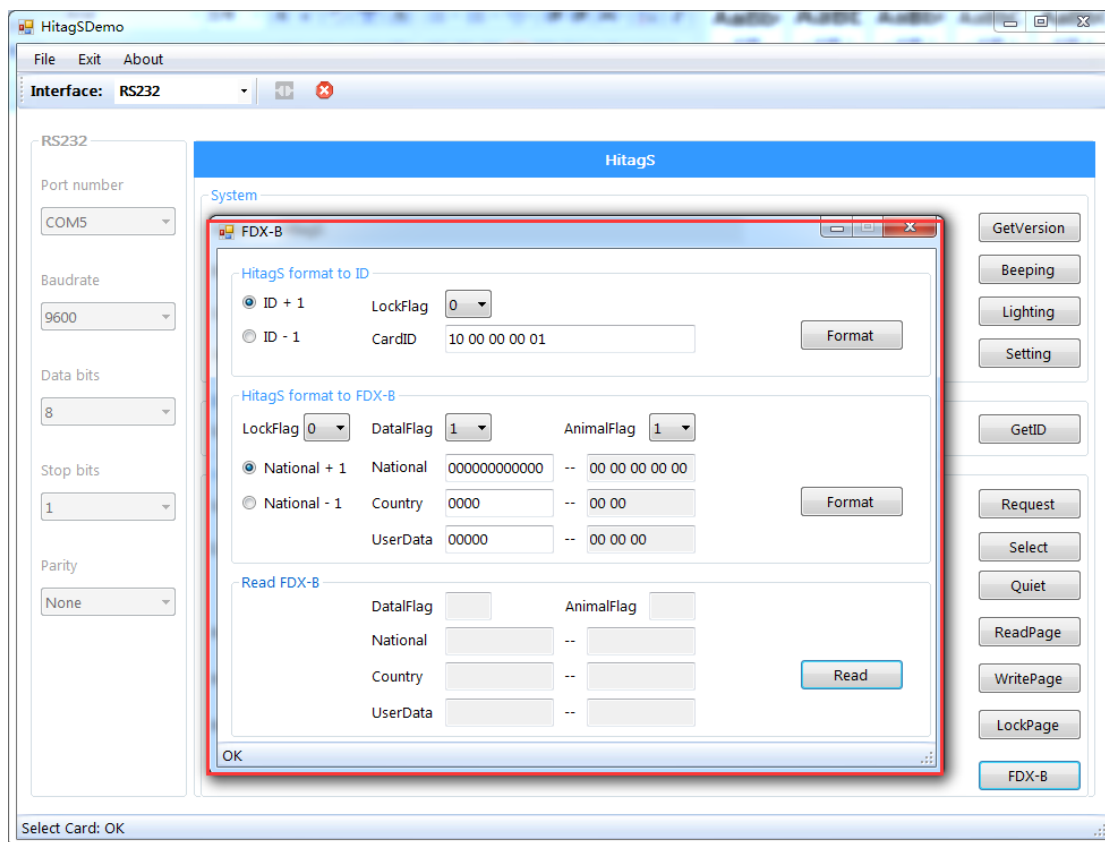 HitagSDemo
File Exit About
Interface: RS232
RS232
Port number
COM5
Baudrate
9600
Data bits
8
Stop bits
1
Parity
None
HitagS
System
GetVersion
Beeping
Lighting
Setting
GetID
Request
Select
Quiet
ReadPage
WritePage
LockPage
FDX-B
FDX-B
HitagS format to ID
ID + 1 LockFlag 0
ID - 1 CardID 10 00 00 00 01 Format
HitagS format to FDX-B
LockFlag 0 DatalFlag 1 AnimalFlag 1
National + 1 National 000000000000 -- 00 00 00 00 00
National - 1 Country 0000 -- 00 00 Format
UserData 00000 -- 00 00 00
Read FDX-B
DatalFlag AnimalFlag
National --
Country -- Read
UserData --
OK
Select Card: OK